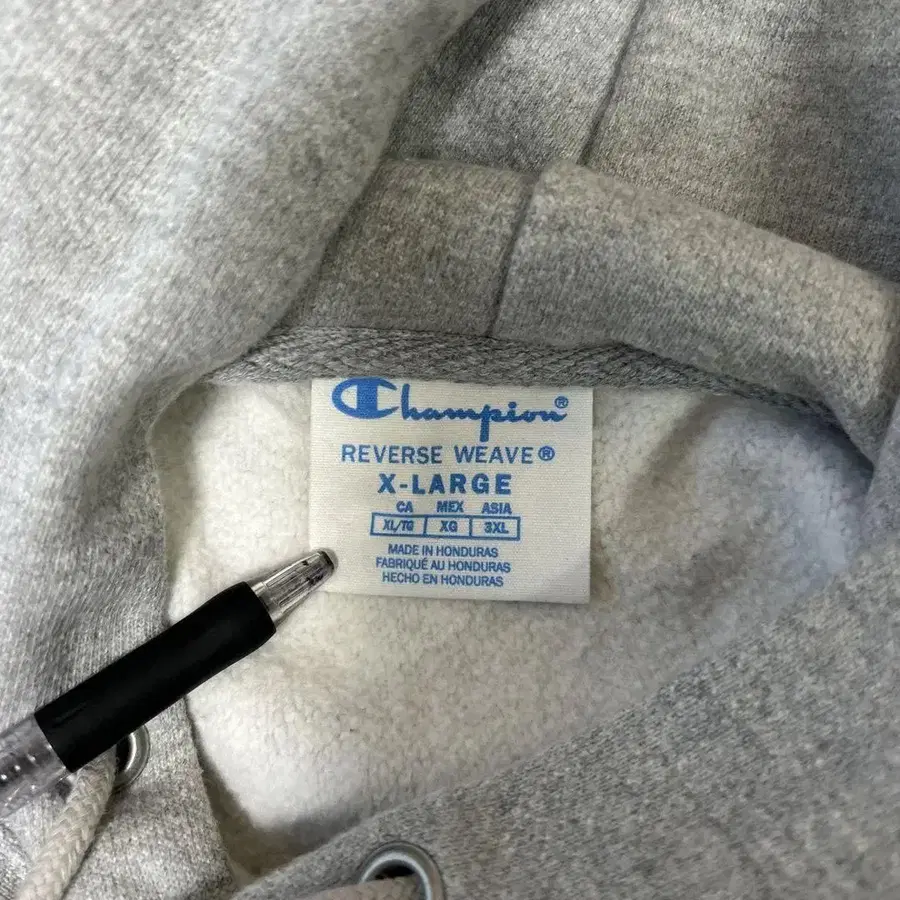 Champion®
REVERSE WEAVE®
X-LARGE
CA MEX ASIA
XL/TG XG 3XL
MADE IN HONDURAS
FABRIQUÉ AU HONDURAS
HECHO EN HONDURAS